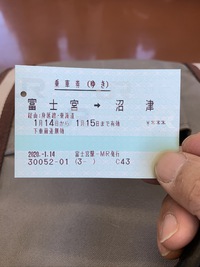 乗車券(ゆき)
富士宮 → 沼津
経由:身延線・東海道
1月14日から 1月15日まで有効
下車前途無効
2020.-1.14 富士宮駅-MR発行
30052-01 (3- ) C43